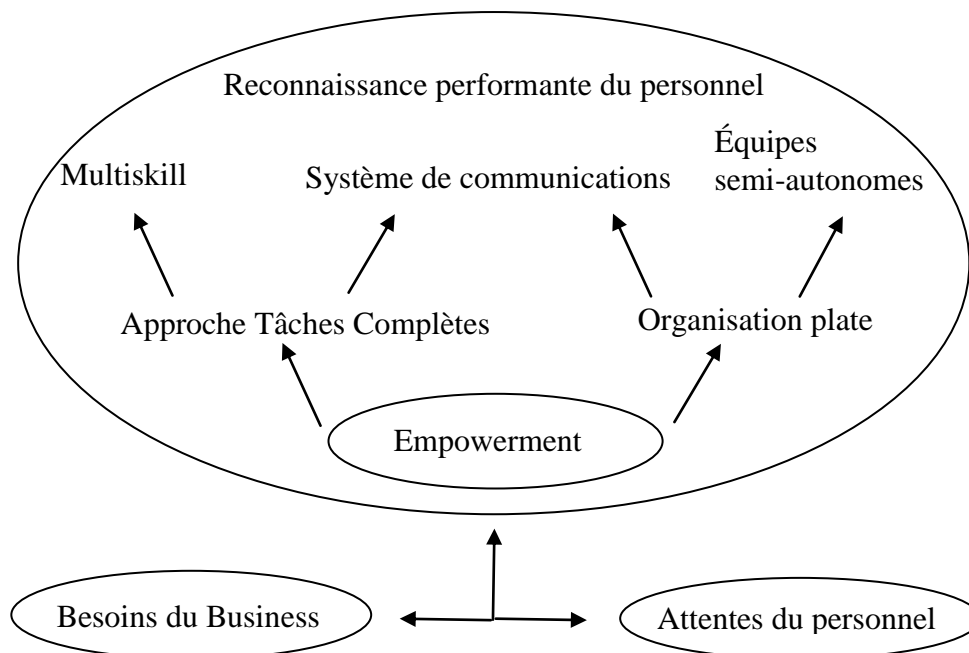 Reconnaissance performante du personnel
Équipes
semi-autonomes
Multiskill
Système de communications
Approche Tâches Complètes
Organisation plate
Empowerment
Besoins du Business
Attentes du personnel